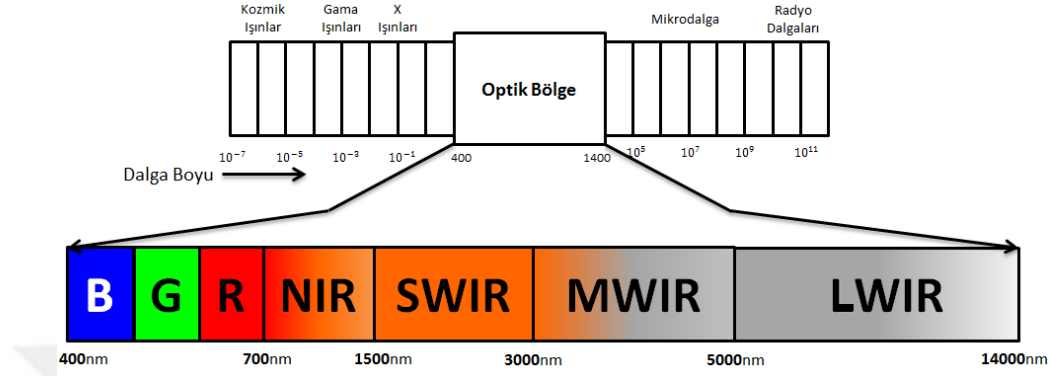 Kozmik
Işınlar
Gama
Işınları
X
Işınları
Mikrodalga
Radyo
Dalgaları
Optik Bölge
10⁻⁷ 10⁻⁵ 10⁻³ 10⁻¹ 400 1400 10⁵ 10⁷ 10⁹ 10¹¹
Dalga Boyu
B G R NIR SWIR MWIR LWIR
400nm 700nm 1500nm 3000nm 5000nm 14000nm